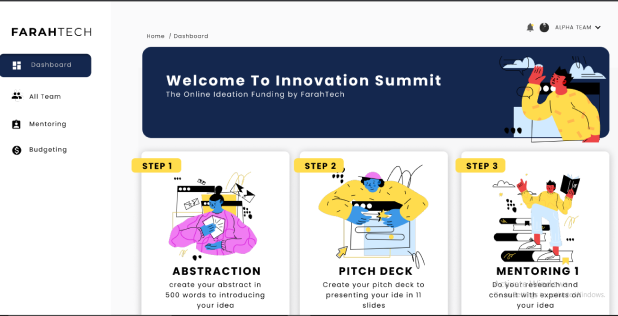 FARAHTECH
ALPHA TEAM
Home / Dashboard
Dashboard
All Team
Mentoring
Budgeting
Welcome To Innovation Summit
The Online Ideation Funding by FarahTech
STEP 1
STEP 2
STEP 3
ABSTRACTION
create your abstract in
500 words to introducing
your idea
PITCH DECK
Create your pitch deck to
presenting your ide in 11
slides
MENTORING 1
Do your research and
consult with experts on
your idea